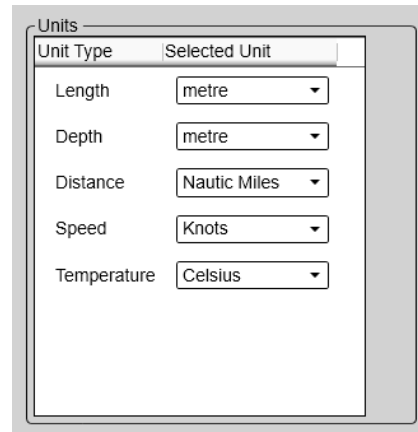 Units
Unit Type Selected Unit
Length metre
Depth metre
Distance Nautic Miles
Speed Knots
Temperature Celsius